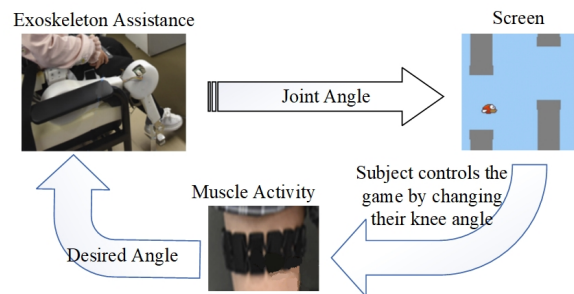 Exoskeleton Assistance
Screen
Joint Angle
Subject controls the
game by changing
their knee angle
Muscle Activity
Desired Angle